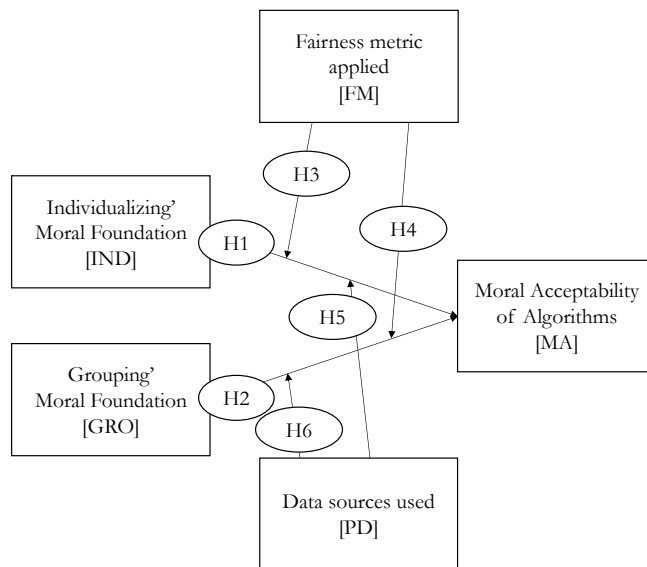 Fairness metric
applied
[FM]
H3
Individualizing’
Moral Foundation
[IND]
H1
H4
Moral Acceptability
of Algorithms
[MA]
H5
Grouping’
Moral Foundation
[GRO]
H2
H6
Data sources used
[PD]